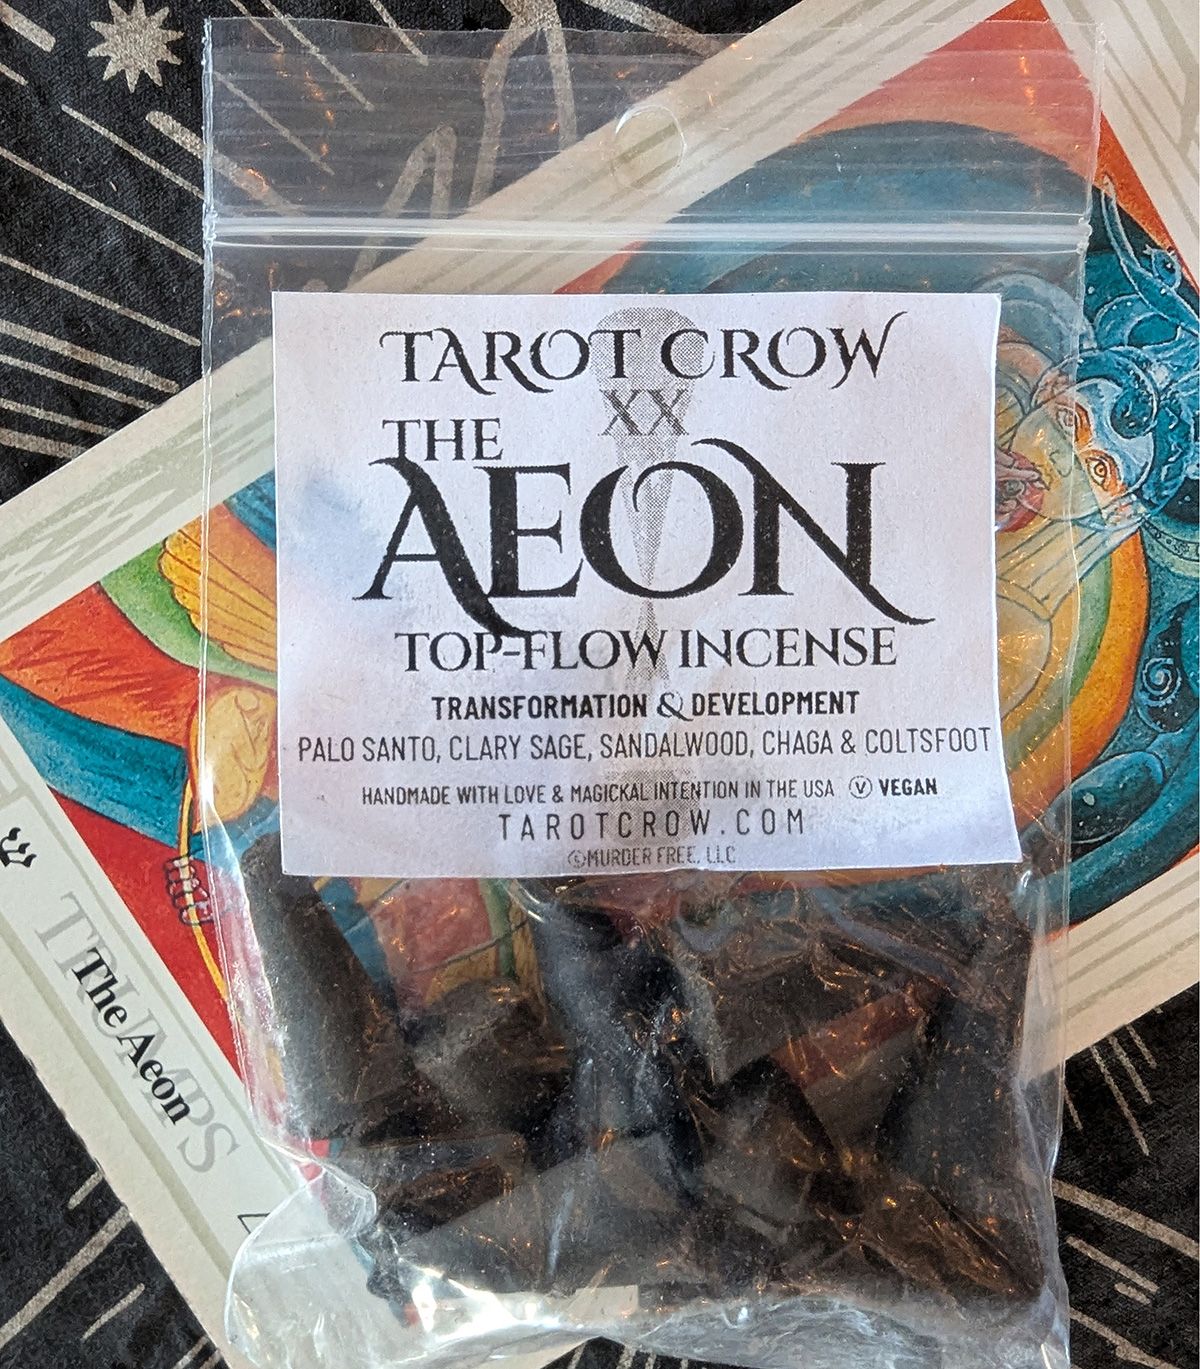 TAROT CROW
XX
THE
AEON
TOP-FLOW INCENSE
TRANSFORMATION & DEVELOPMENT
PALO SANTO, CLARY SAGE, SANDALWOOD, CHAGA & COLTSFOOT
HANDMADE WITH LOVE & MAGICKAL INTENTION IN THE USA Ⓥ VEGAN
TAROTCROW.COM
©MURDER FREE, LLC
ש
TRUMPS
The Aeon